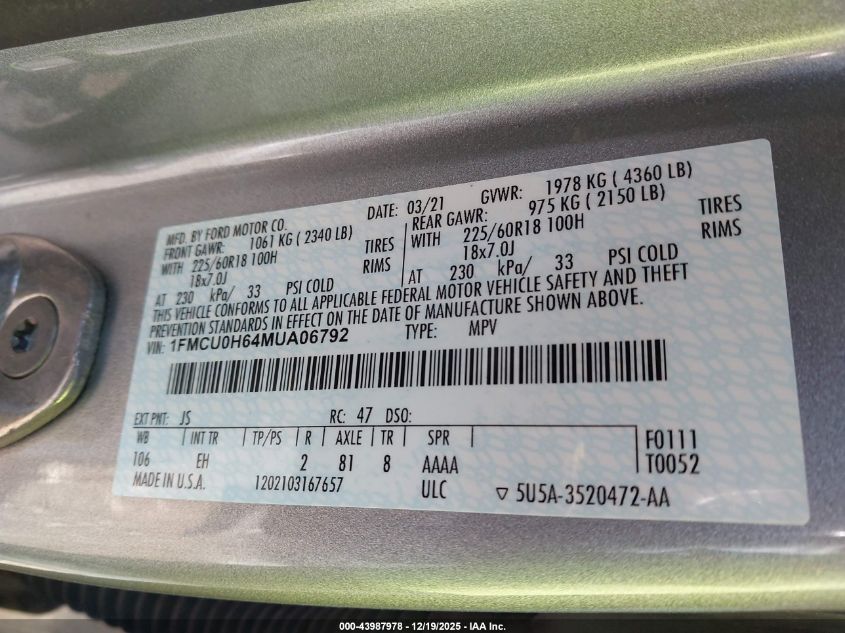 MFD. BY FORD MOTOR CO. DATE: 03/21 GVWR: 1978 KG ( 4360 LB)
FRONT GAWR: 1061 KG ( 2340 LB) REAR GAWR: 975 KG ( 2150 LB)
WITH 225/60R18 100H TIRES WITH 225/60R18 100H TIRES
18x7.0J RIMS 18x7.0J RIMS
AT 230 kPa/ 33 PSI COLD AT 230 kPa/ 33 PSI COLD
THIS VEHICLE CONFORMS TO ALL APPLICABLE FEDERAL MOTOR VEHICLE SAFETY AND THEFT
PREVENTION STANDARDS IN EFFECT ON THE DATE OF MANUFACTURE SHOWN ABOVE.
VIN: 1FMCU0H64MUA06792 TYPE: MPV
EXT PNT: JS RC: 47 DSO:
WB INT TR TP/PS R AXLE TR SPR F0111
106 EH 2 81 8 AAAA T0052
MADE IN U.S.A. 1202103167657 ULC ▽ 5U5A-3520472-AA
000-43987978 - 12/19/2025 - IAA Inc.